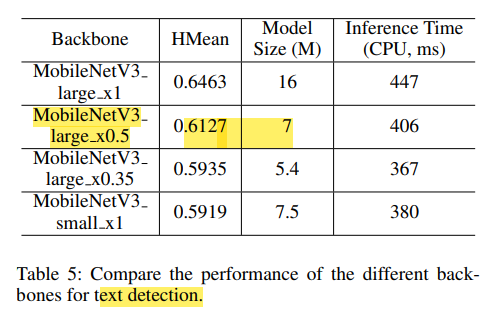 Backbone HMean Model Size (M) Inference Time (CPU, ms)
MobileNetV3_large_x1 0.6463 16 447
MobileNetV3_large_x0.5 0.6127 7 406
MobileNetV3_large_x0.35 0.5935 5.4 367
MobileNetV3_small_x1 0.5919 7.5 380
Table 5: Compare the performance of the different back-
bones for text detection.